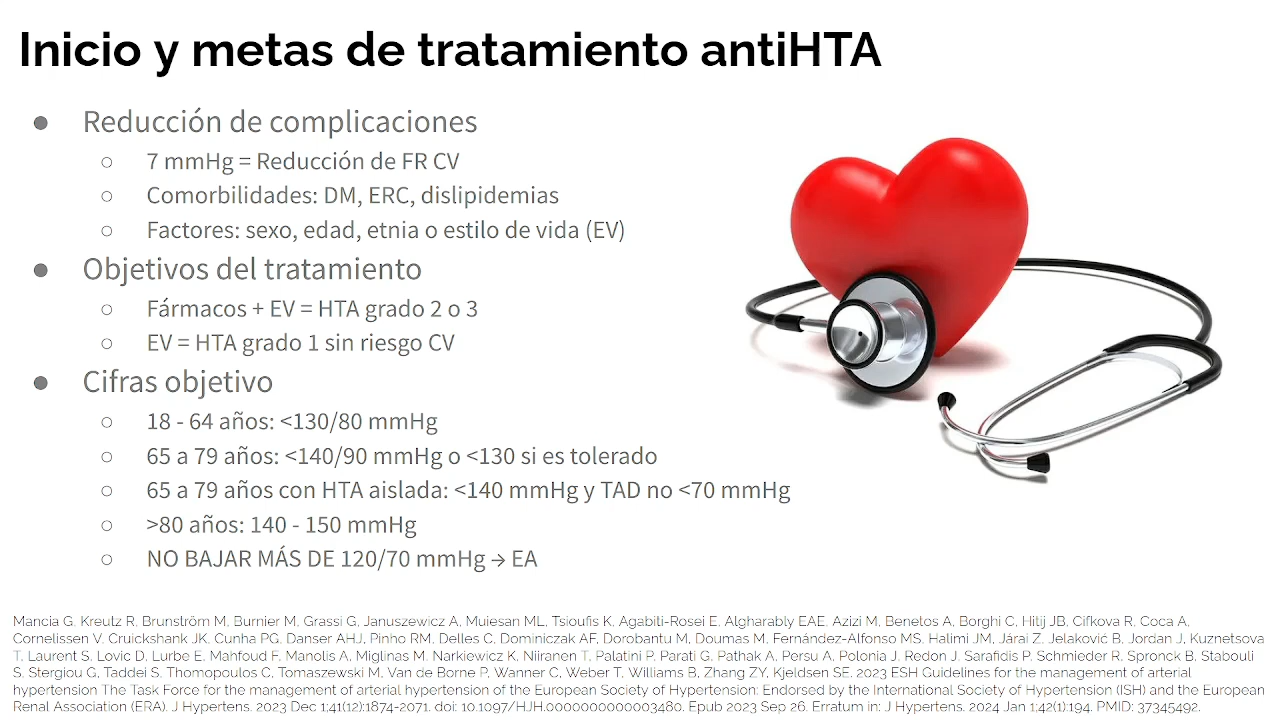 Inicio y metas de tratamiento antiHTA
● Reducción de complicaciones
○ 7 mmHg = Reducción de FR CV
○ Comorbilidades: DM, ERC, dislipidemias
○ Factores: sexo, edad, etnia o estilo de vida (EV)
● Objetivos del tratamiento
○ Fármacos + EV = HTA grado 2 o 3
○ EV = HTA grado 1 sin riesgo CV
● Cifras objetivo
○ 18 - 64 años: <130/80 mmHg
○ 65 a 79 años: <140/90 mmHg o <130 si es tolerado
○ 65 a 79 años con HTA aislada: <140 mmHg y TAD no <70 mmHg
○ >80 años: 140 - 150 mmHg
○ NO BAJAR MÁS DE 120/70 mmHg → EA
Mancia G, Kreutz R, Brunström M, Burnier M, Grassi G, Januszewicz A, Muiesan ML, Tsioufis K, Agabiti-Rosei E, Algharably EAE, Azizi M, Benetos A, Borghi C, Hitij JB, Cifkova R, Coca A,
Cornelissen V, Cruickshank JK, Cunha PG, Danser AHJ, Pinho RM, Delles C, Dominiczak AF, Dorobantu M, Doumas M, Fernández-Alfonso MS, Halimi JM, Járai Z, Jelaković B, Jordan J, Kuznetsova
T, Laurent S, Lovic D, Lurbe E, Mahfoud F, Manolis A, Miglinas M, Narkiewicz K, Niiranen T, Palatini P, Parati G, Pathak A, Persu A, Polonia J, Redon J, Sarafidis P, Schmieder R, Spronck B, Stabouli
S, Stergiou G, Taddei S, Thomopoulos C, Tomaszewski M, Van de Borne P, Wanner C, Weber T, Williams B, Zhang ZY, Kjeldsen SE. 2023 ESH Guidelines for the management of arterial
hypertension The Task Force for the management of arterial hypertension of the European Society of Hypertension: Endorsed by the International Society of Hypertension (ISH) and the European
Renal Association (ERA). J Hypertens. 2023 Dec 1;41(12):1874-2071. doi: 10.1097/HJH.0000000000003480. Epub 2023 Sep 26. Erratum in: J Hypertens. 2024 Jan 1;42(1):194. PMID: 37345492.